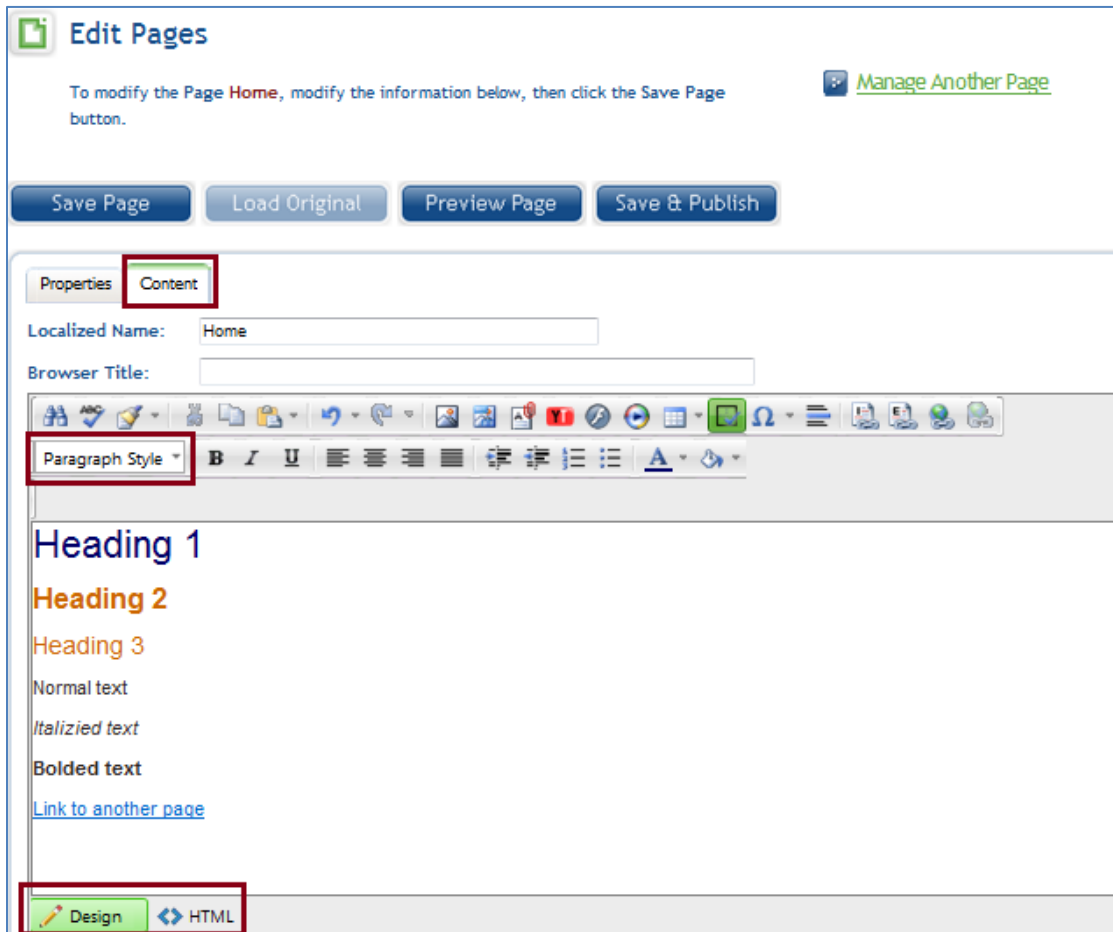 Edit Pages
To modify the Page Home, modify the information below, then click the Save Page
button.
Manage Another Page
Save Page
Load Original
Preview Page
Save & Publish
Properties
Content
Localized Name:
Home
Browser Title:
ABC
Ω
Paragraph Style
B I U
A
Heading 1
Heading 2
Heading 3
Normal text
Italizied text
Bolded text
Link to another page
Design
HTML